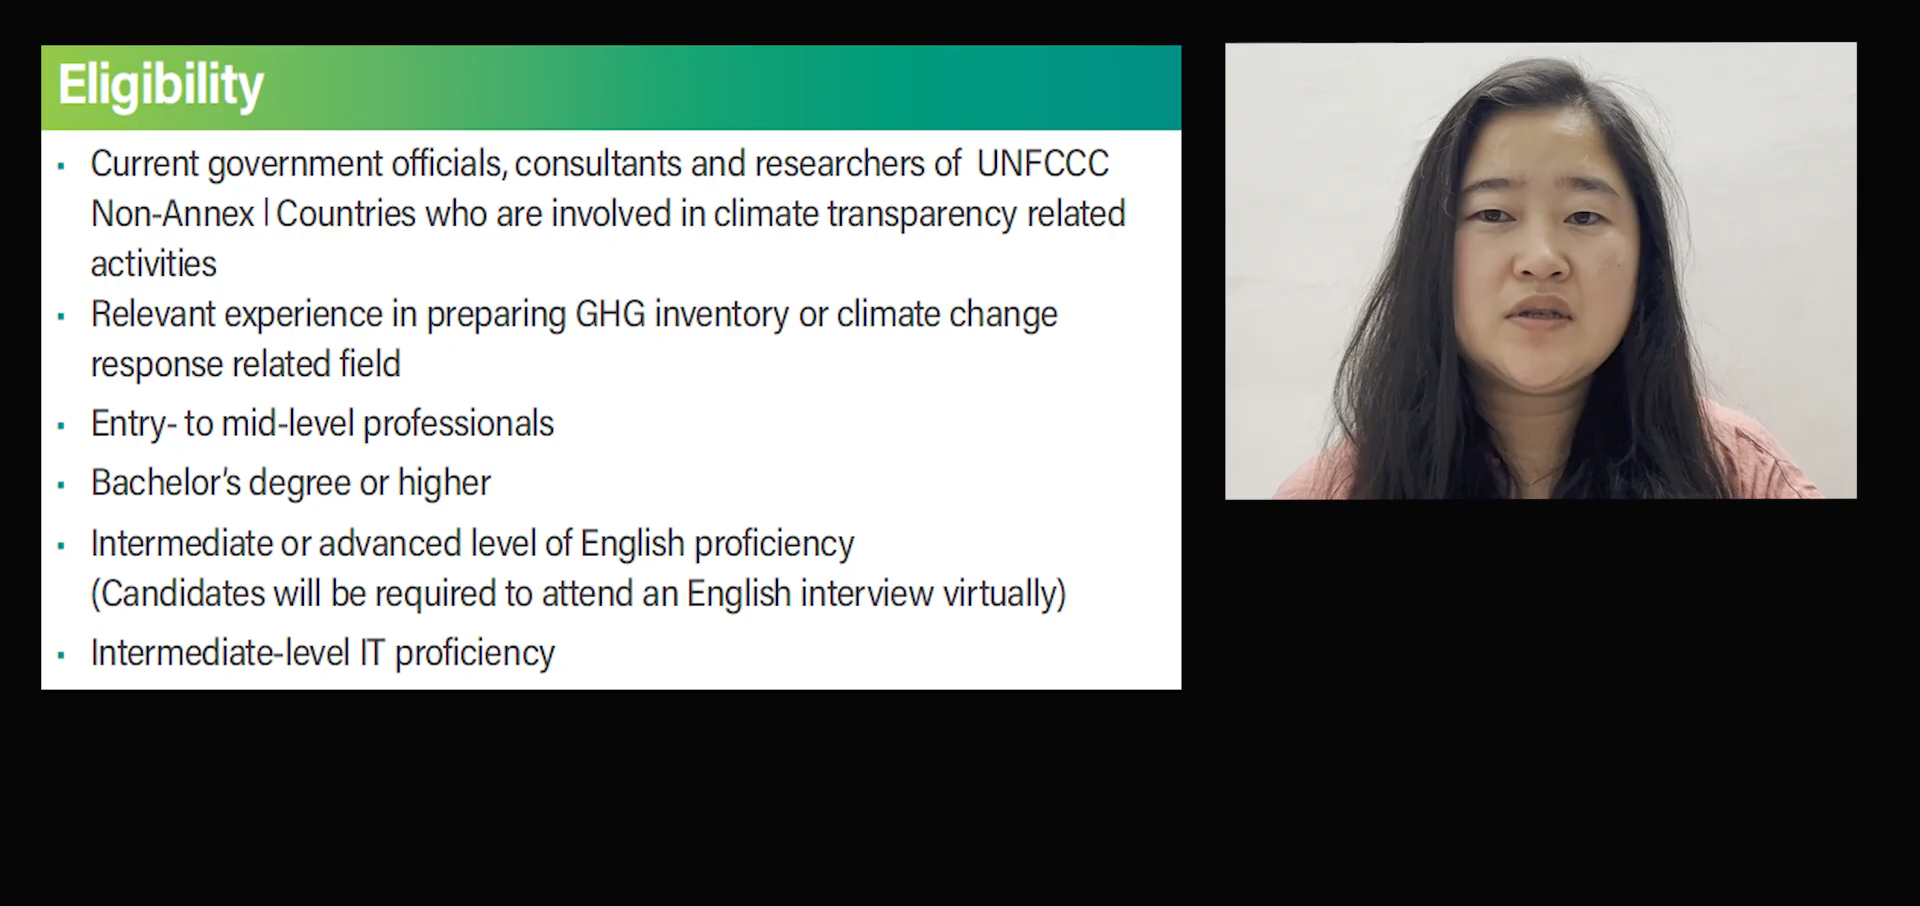 Eligibility
· Current government officials, consultants and researchers of UNFCCC
Non-Annex I Countries who are involved in climate transparency related
activities
· Relevant experience in preparing GHG inventory or climate change
response related field
· Entry- to mid-level professionals
· Bachelor's degree or higher
· Intermediate or advanced level of English proficiency
(Candidates will be required to attend an English interview virtually)
· Intermediate-level IT proficiency